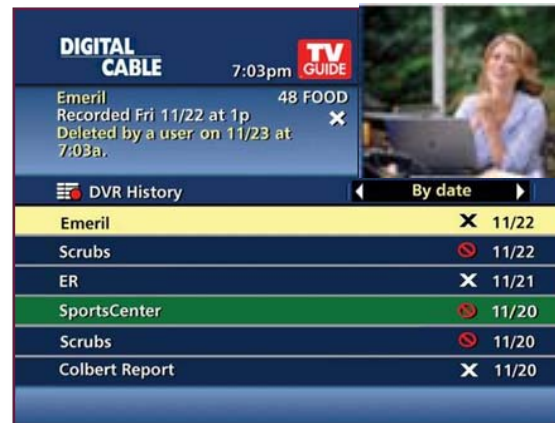 DIGITAL
CABLE
7:03pm
TV
GUIDE
Emeril 48 FOOD
Recorded Fri 11/22 at 1p
Deleted by a user on 11/23 at
7:03a.
DVR History By date
Emeril 11/22
Scrubs 11/22
ER 11/21
SportsCenter 11/20
Scrubs 11/20
Colbert Report 11/20